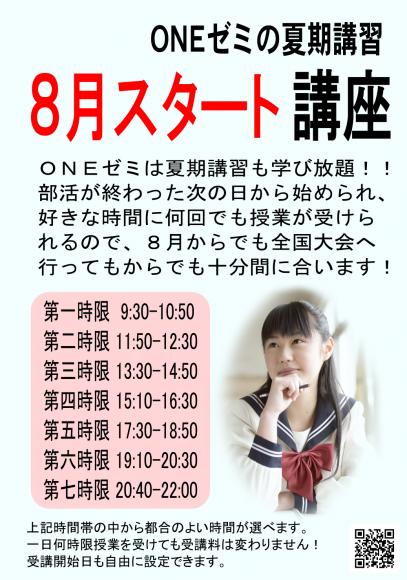 ONEゼミの夏期講習
８月スタート講座
ＯＮＥゼミは夏期講習も学び放題！！
部活が終わった次の日から始められ、
好きな時間に何回でも授業が受けら
れるので、８月からでも全国大会へ
行ってもからでも十分間に合います！
第一時限 9:30-10:50
第二時限 11:50-12:30
第三時限 13:30-14:50
第四時限 15:10-16:30
第五時限 17:30-18:50
第六時限 19:10-20:30
第七時限 20:40-22:00
上記時間帯の中から都合のよい時間が選べます。
一日何時限授業を受けても受講料は変わりません！
受講開始日も自由に設定できます。